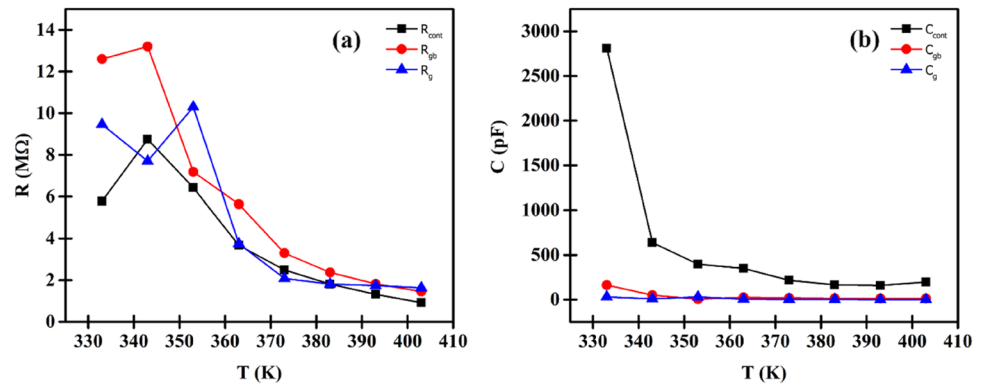 (a)
R_cont
R_gb
R_g
14
12
10
8
6
4
2
0
R (MΩ)
330 340 350 360 370 380 390 400 410
T (K)
(b)
C_cont
C_gb
C_g
3000
2500
2000
1500
1000
500
0
C (pF)
330 340 350 360 370 380 390 400 410
T (K)